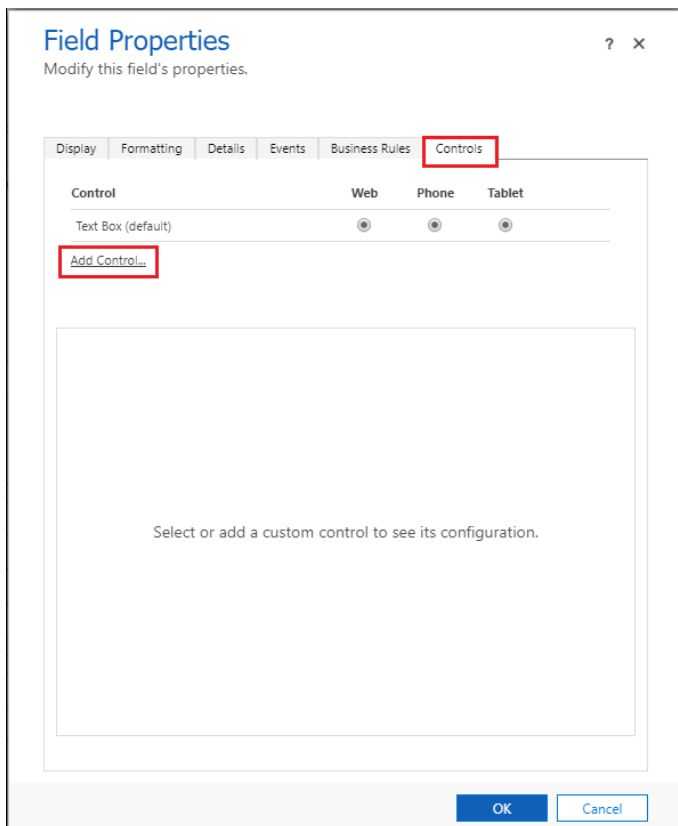 Field Properties
? ×
Modify this field's properties.
Display Formatting Details Events Business Rules Controls
Control Web Phone Tablet
Text Box (default)
Add Control...
Select or add a custom control to see its configuration.
OK Cancel